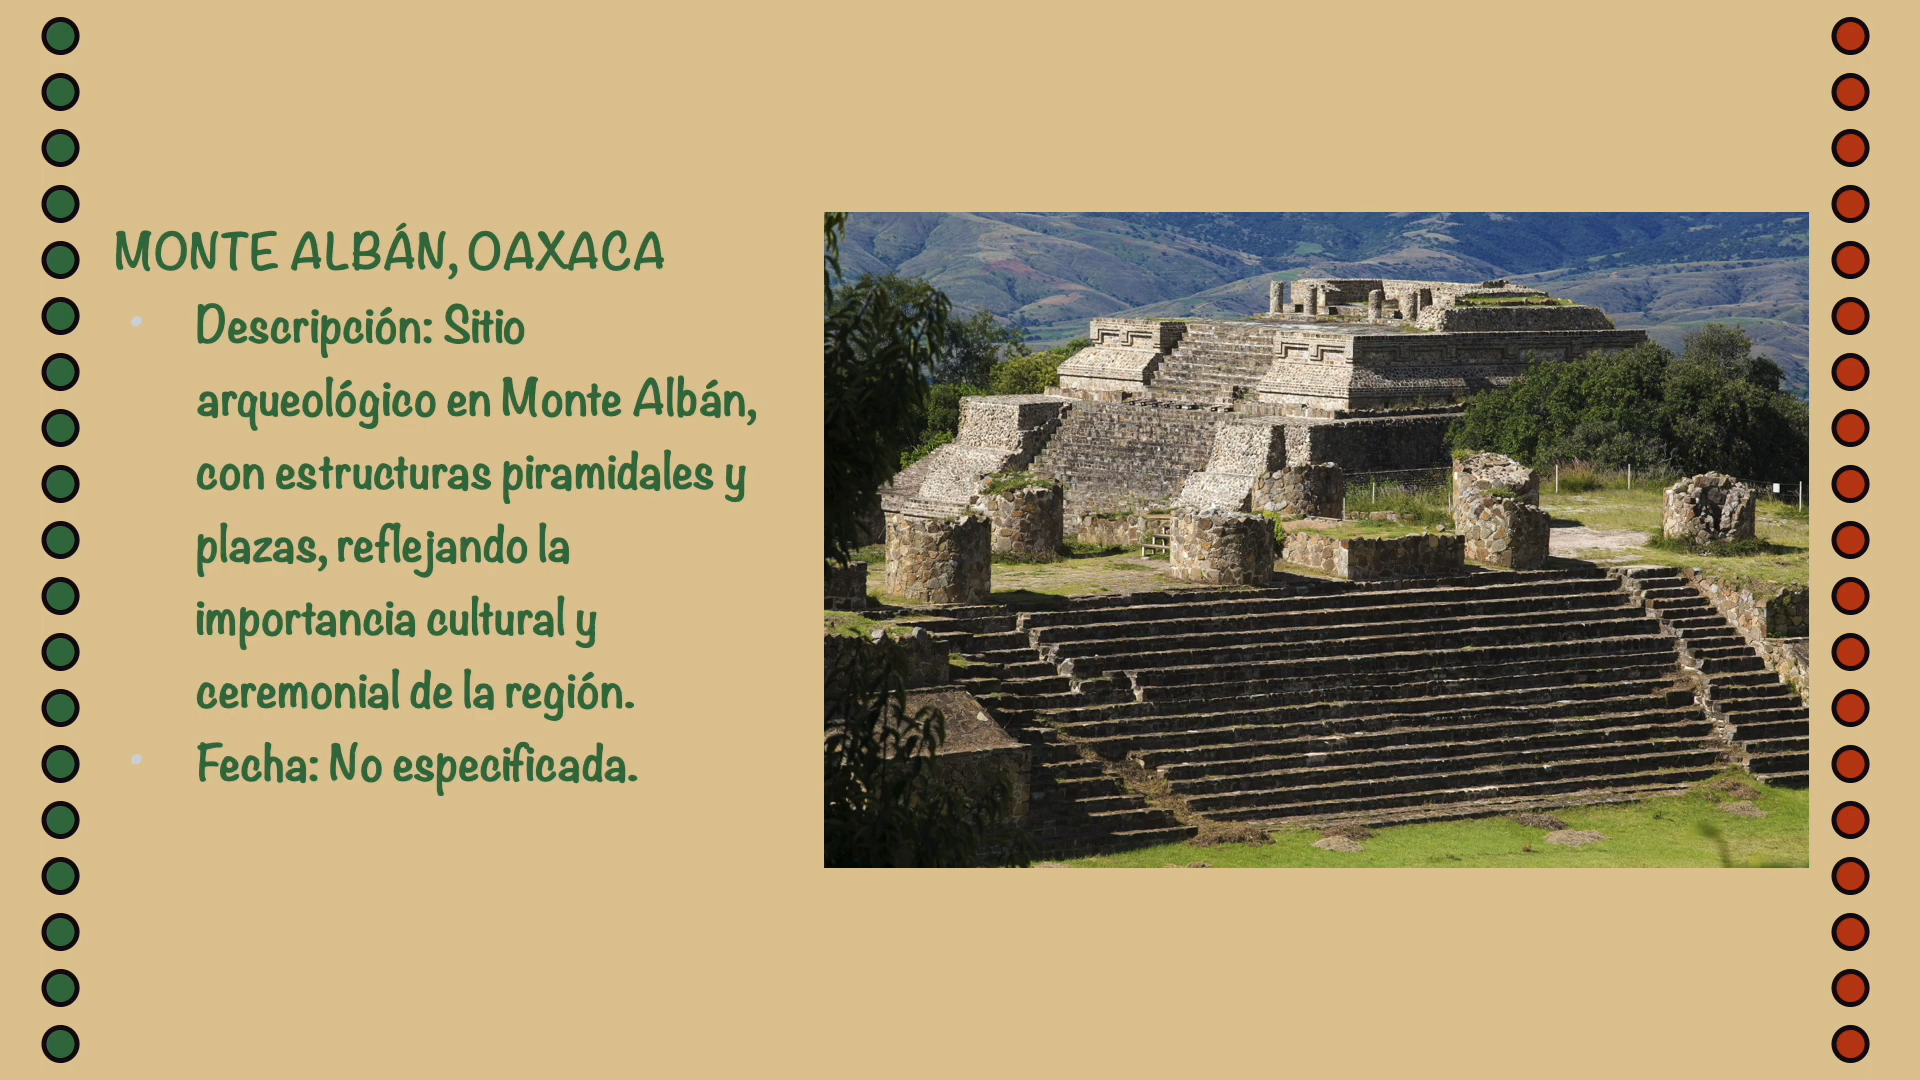 MONTE ALBÁN, OAXACA
• Descripción: Sitio
arqueológico en Monte Albán,
con estructuras piramidales y
plazas, reflejando la
importancia cultural y
ceremonial de la región.
• Fecha: No especificada.